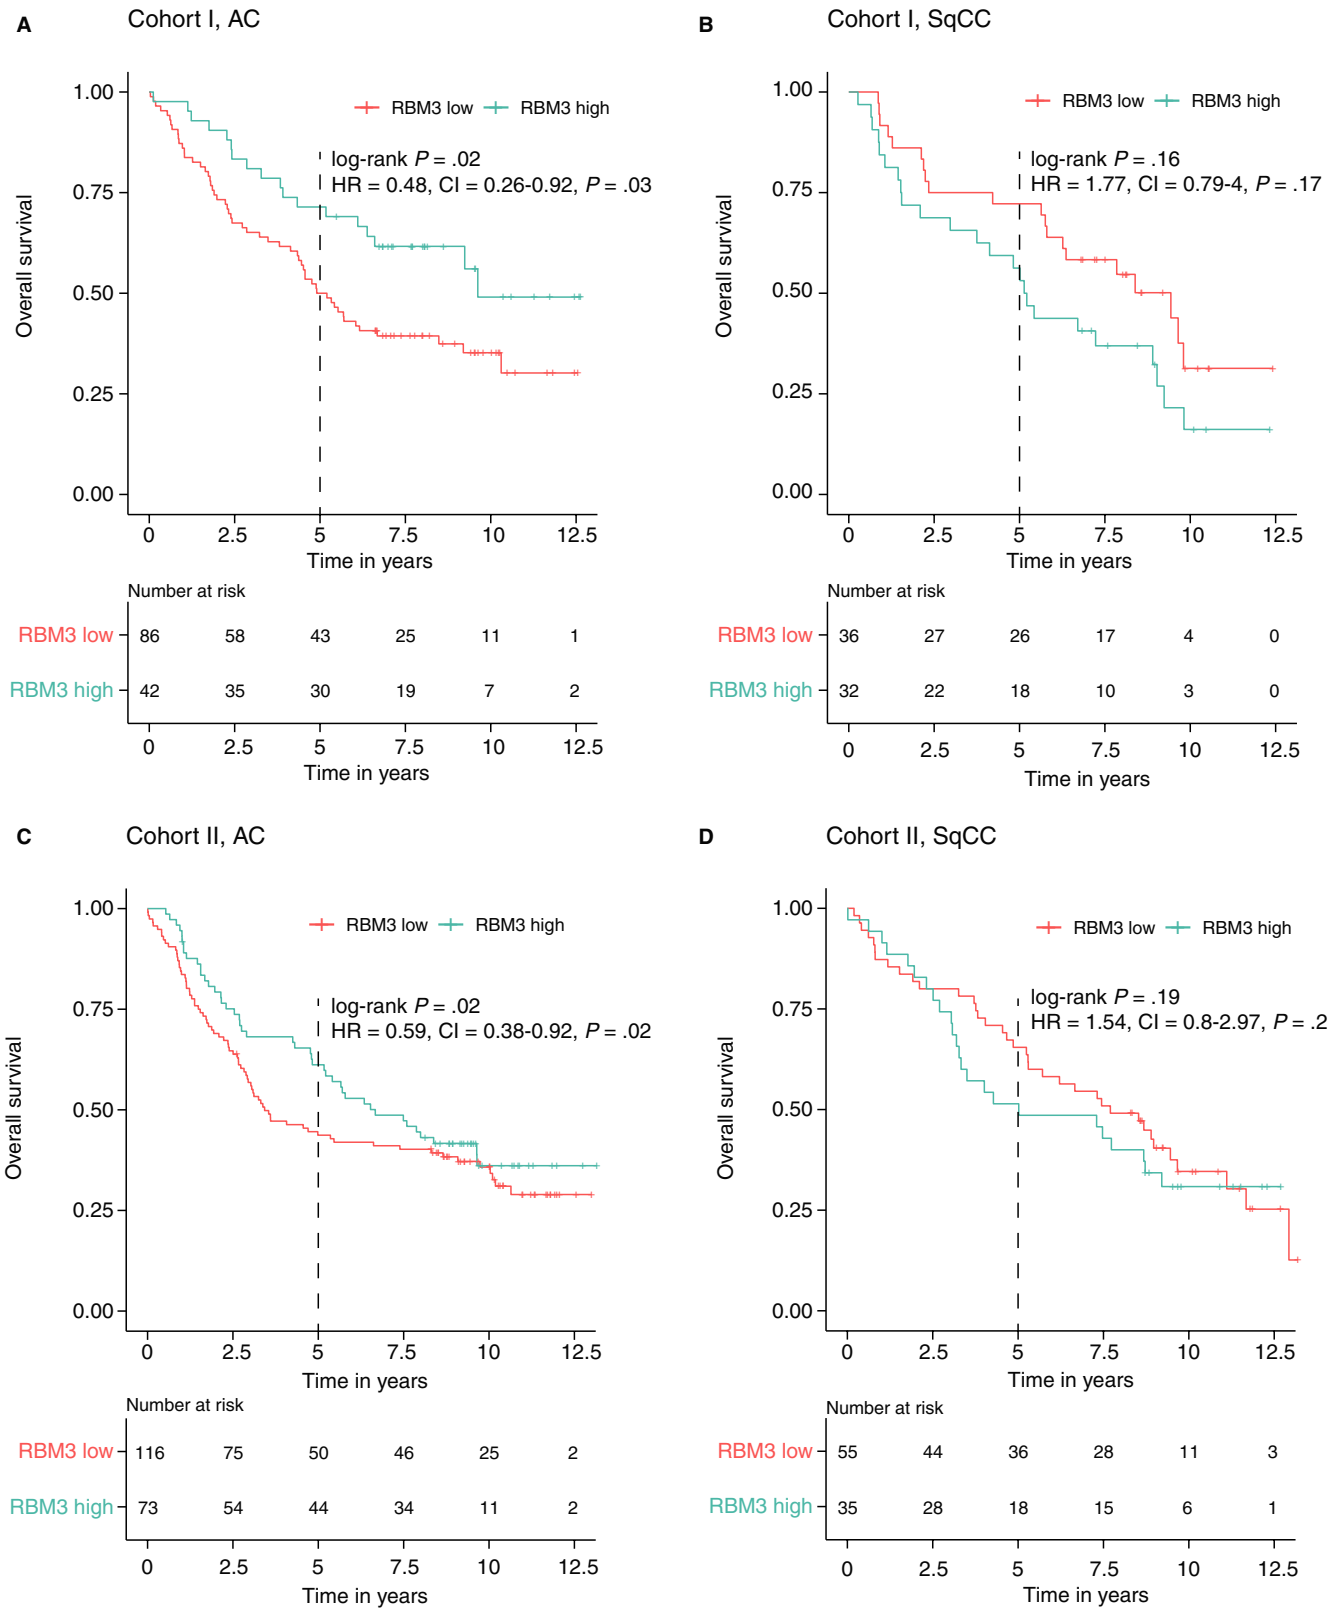 A
Cohort I, AC
1.00
0.75
0.50
0.25
0.00
Overall survival
RBM3 low
RBM3 high
log-rank P = .02
HR = 0.48, CI = 0.26-0.92, P = .03
0 2.5 5 7.5 10 12.5
Time in years
Number at risk
RBM3 low 86 58 43 25 11 1
RBM3 high 42 35 30 19 7 2
0 2.5 5 7.5 10 12.5
Time in years
B
Cohort I, SqCC
1.00
0.75
0.50
0.25
0.00
Overall survival
RBM3 low
RBM3 high
log-rank P = .16
HR = 1.77, CI = 0.79-4, P = .17
0 2.5 5 7.5 10 12.5
Time in years
Number at risk
RBM3 low 36 27 26 17 4 0
RBM3 high 32 22 18 10 3 0
0 2.5 5 7.5 10 12.5
Time in years
C
Cohort II, AC
1.00
0.75
0.50
0.25
0.00
Overall survival
RBM3 low
RBM3 high
log-rank P = .02
HR = 0.59, CI = 0.38-0.92, P = .02
0 2.5 5 7.5 10 12.5
Time in years
Number at risk
RBM3 low 116 75 50 46 25 2
RBM3 high 73 54 44 34 11 2
0 2.5 5 7.5 10 12.5
Time in years
D
Cohort II, SqCC
1.00
0.75
0.50
0.25
0.00
Overall survival
RBM3 low
RBM3 high
log-rank P = .19
HR = 1.54, CI = 0.8-2.97, P = .2
0 2.5 5 7.5 10 12.5
Time in years
Number at risk
RBM3 low 55 44 36 28 11 3
RBM3 high 35 28 18 15 6 1
0 2.5 5 7.5 10 12.5
Time in years